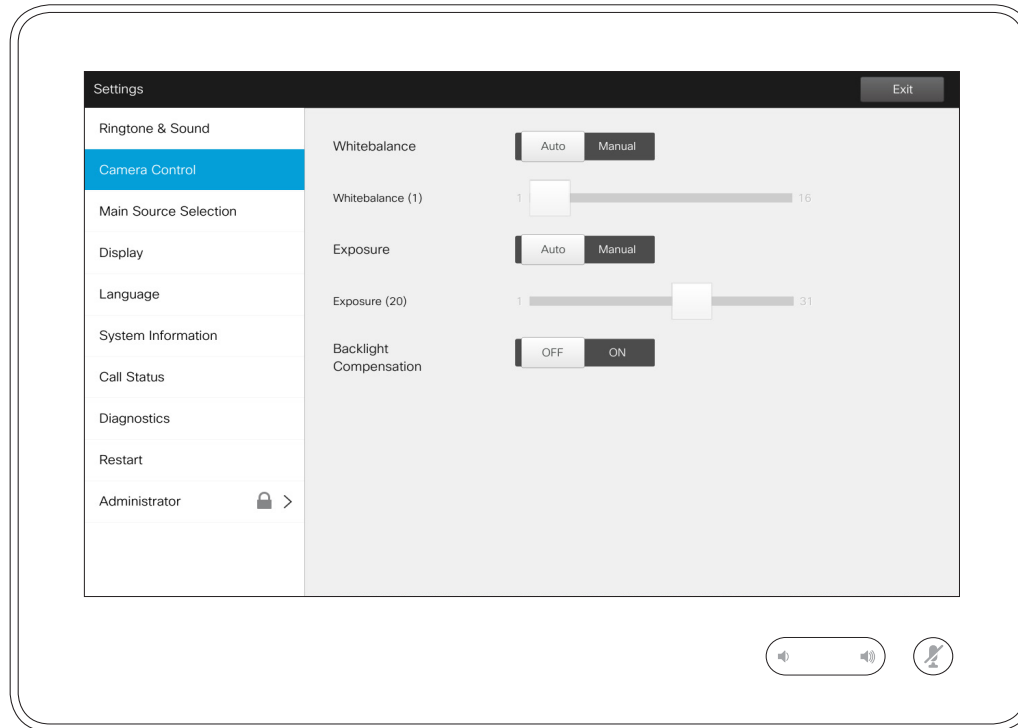 Settings
Exit
Ringtone & Sound
Camera Control
Main Source Selection
Display
Language
System Information
Call Status
Diagnostics
Restart
Administrator
Whitebalance
Auto Manual
Whitebalance (1)
1 16
Exposure
Auto Manual
Exposure (20)
1 31
Backlight
Compensation
OFF ON